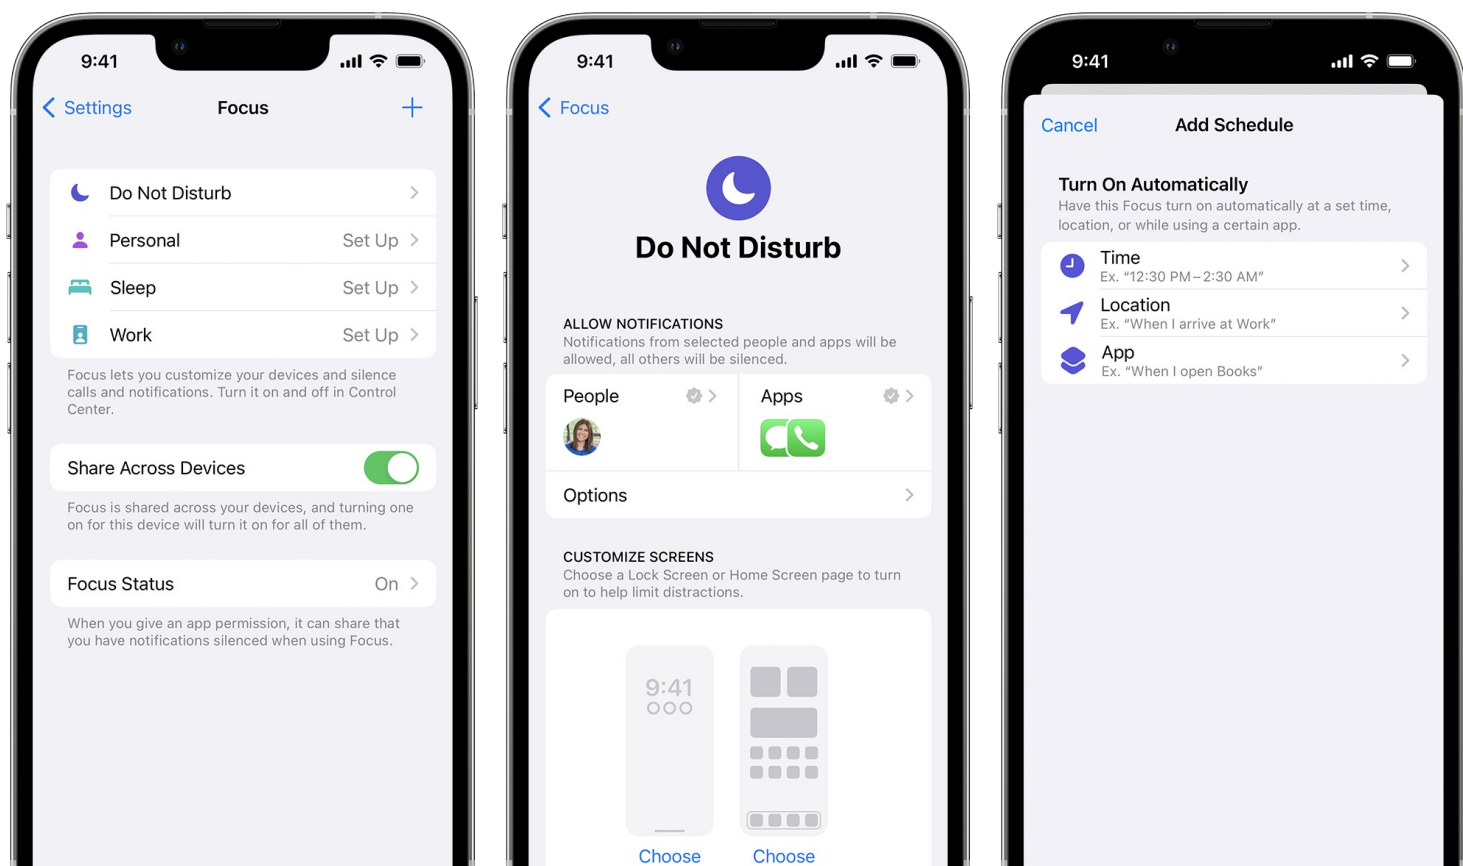 9:41
Settings
Focus
Do Not Disturb
Personal
Set Up
Sleep
Set Up
Work
Set Up
Focus lets you customize your devices and silence
calls and notifications. Turn it on and off in Control
Center.
Share Across Devices
Focus is shared across your devices, and turning one
on for this device will turn it on for all of them.
Focus Status
On
When you give an app permission, it can share that
you have notifications silenced when using Focus.
9:41
Focus
Do Not Disturb
ALLOW NOTIFICATIONS
Notifications from selected people and apps will be
allowed, all others will be silenced.
People
Apps
Options
CUSTOMIZE SCREENS
Choose a Lock Screen or Home Screen page to turn
on to help limit distractions.
9:41
Choose
Choose
9:41
Cancel
Add Schedule
Turn On Automatically
Have this Focus turn on automatically at a set time,
location, or while using a certain app.
Time
Ex. “12:30 PM – 2:30 AM”
Location
Ex. “When I arrive at Work”
App
Ex. “When I open Books”